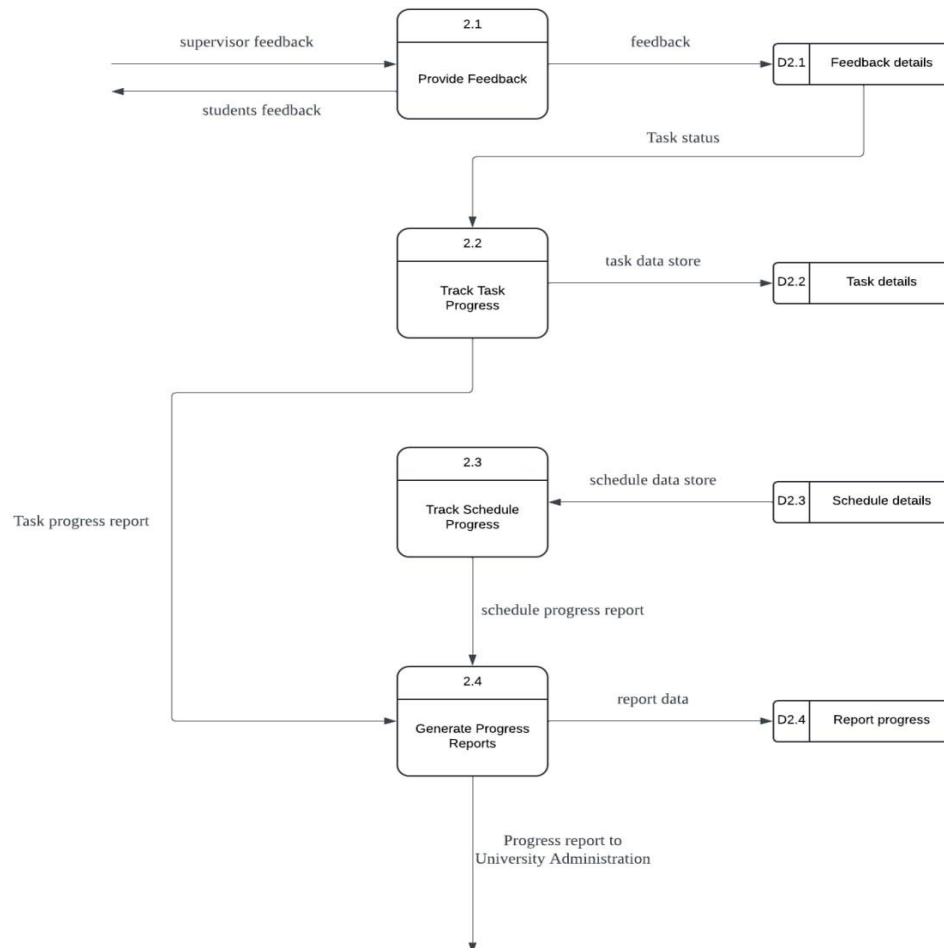 2.1
supervisor feedback
feedback
D2.1
Feedback details
Provide Feedback
students feedback
Task status
2.2
task data store
D2.2
Task details
Track Task
Progress
2.3
schedule data store
D2.3
Schedule details
Track Schedule
Progress
Task progress report
schedule progress report
2.4
report data
D2.4
Report progress
Generate Progress
Reports
Progress report to
University Administration